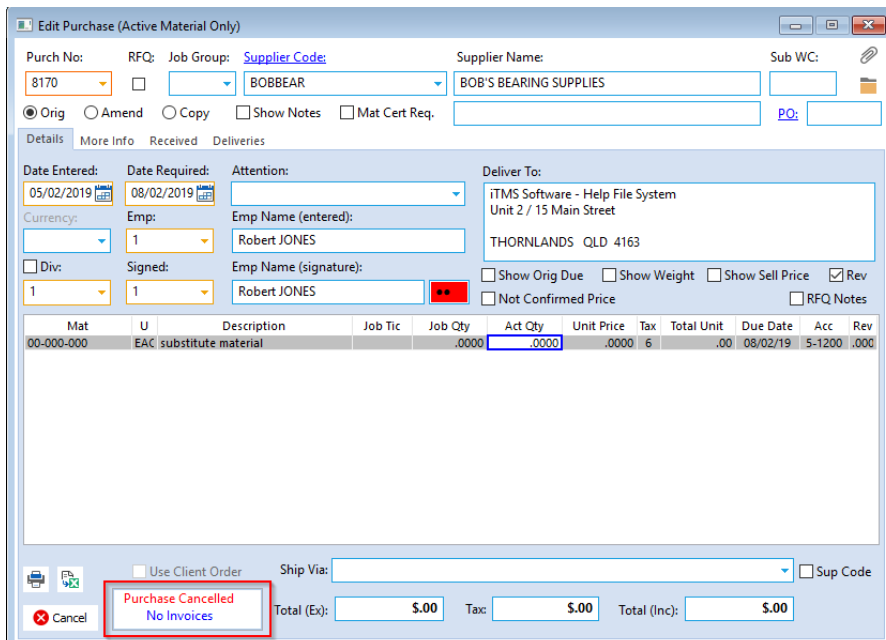 Edit Purchase (Active Material Only)
Purch No: RFQ: Job Group: Supplier Code: Supplier Name: Sub WC:
8170 BOBBEAR BOB'S BEARING SUPPLIES
Orig Amend Copy Show Notes Mat Cert Req. PO:
Details More Info Received Deliveries
Date Entered: Date Required: Attention: Deliver To:
05/02/2019 08/02/2019 iTMS Software - Help File System
Unit 2 / 15 Main Street
Currency: Emp: Emp Name (entered):
1 Robert JONES THORNLANDS QLD 4163
Div: Signed: Emp Name (signature): Show Orig Due Show Weight Show Sell Price Rev
1 1 Robert JONES Not Confirmed Price RFQ Notes
Mat U Description Job Tic Job Qty Act Qty Unit Price Tax Total Unit Due Date Acc Rev
00-000-000 EAC substitute material .0000 .0000 .0000 6 .00 08/02/19 5-1200 .000
Use Client Order Ship Via: Sup Code
Purchase Cancelled
Cancel No Invoices Total (Ex): $.00 Tax: $.00 Total (Inc): $.00